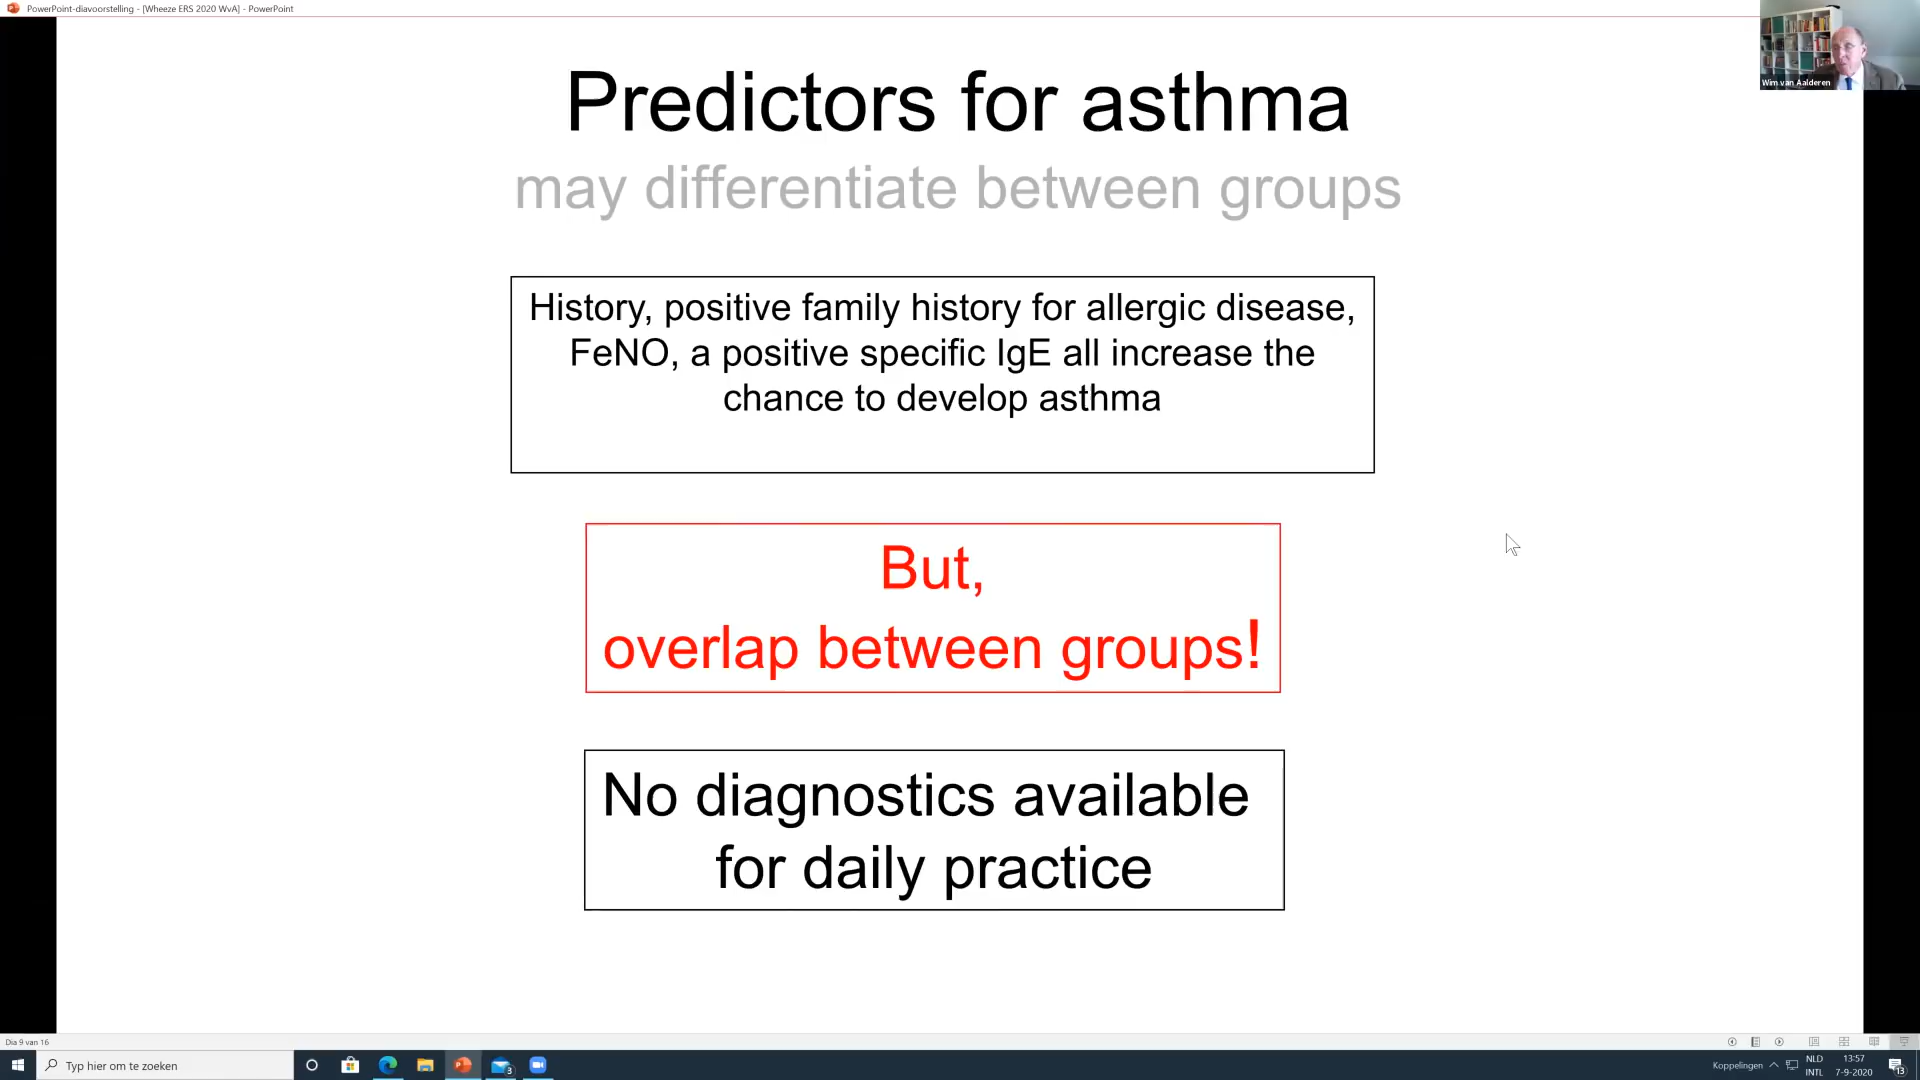 PowerPoint-diavoorstelling - [Wheeze ERS 2020 WvA] - PowerPoint
Wim van Aalderen
Predictors for asthma
may differentiate between groups
History, positive family history for allergic disease,
FeNO, a positive specific IgE all increase the
chance to develop asthma
But,
overlap between groups!
No diagnostics available
for daily practice
Dia 9 van 16
Typ hier om te zoeken
3
Koppelingen
NLD
INTL
13:57
7-9-2020
13